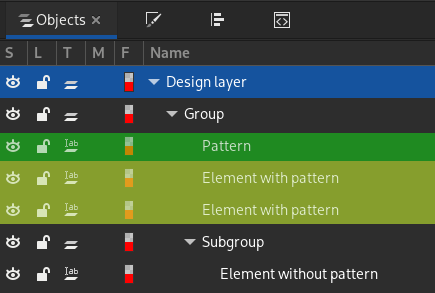 Objects ×
S L T M F Name
Design layer
Group
Iab Pattern
Iab Element with pattern
Iab Element with pattern
Subgroup
Iab Element without pattern